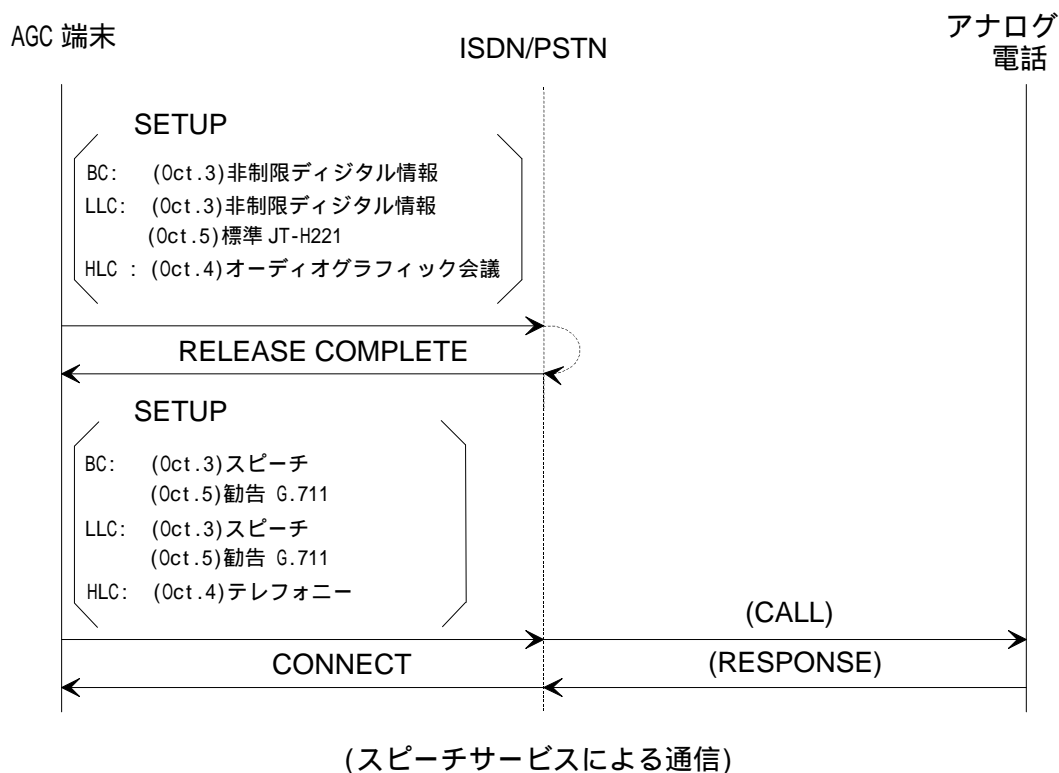 AGC 端末
ISDN/PSTN
アナログ
電話
SETUP
BC: (Oct.3)非制限ディジタル情報
LLC: (Oct.3)非制限ディジタル情報
(Oct.5)標準 JT-H221
HLC : (Oct.4)オーディオグラフィック会議
RELEASE COMPLETE
SETUP
BC: (Oct.3)スピーチ
(Oct.5)勧告 G.711
LLC: (Oct.3)スピーチ
(Oct.5)勧告 G.711
HLC: (Oct.4)テレフォニー
(CALL)
CONNECT
(RESPONSE)
(スピーチサービスによる通信)